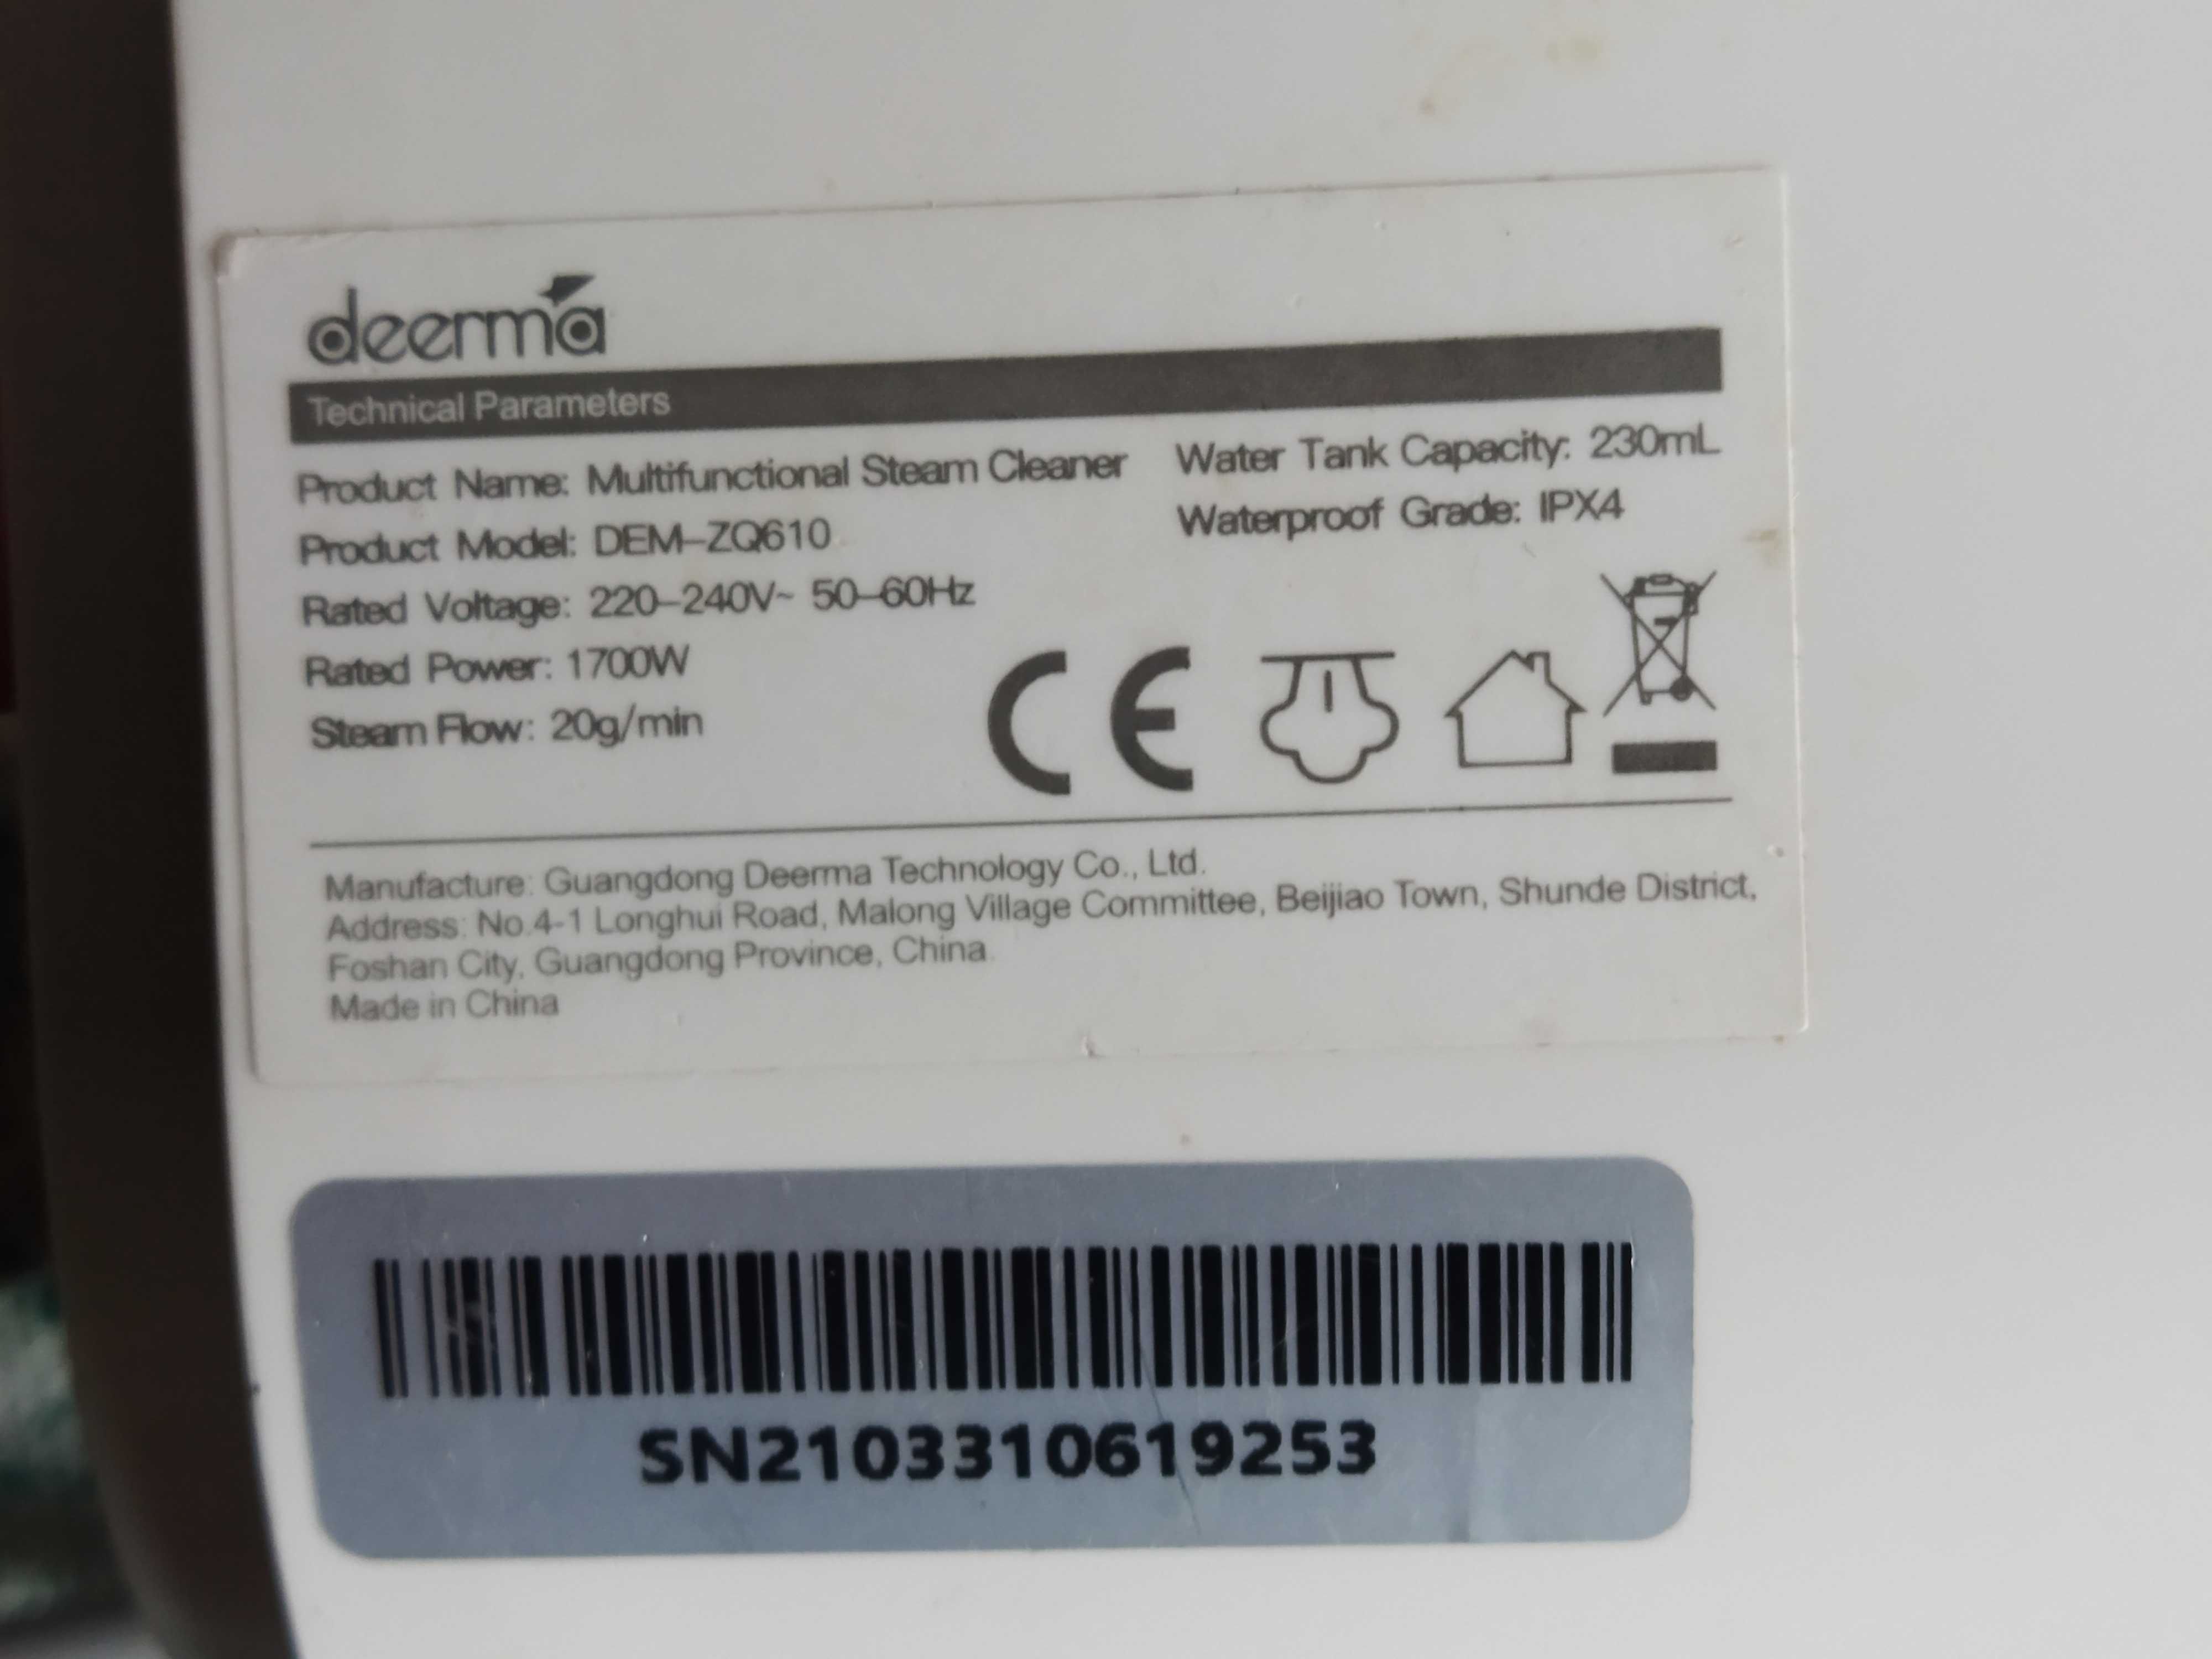 deerma
Technical Parameters
Product Name: Multifunctional Steam Cleaner
Product Model: DEM-ZQ610
Rated Voltage: 220-240V~ 50-60Hz
Rated Power: 1700W
Steam Flow: 20g/min
Water Tank Capacity: 230mL
Waterproof Grade: IPX4
CE
Manufacture: Guangdong Deerma Technology Co., Ltd.
Address: No.4-1 Longhui Road, Malong Village Committee, Beijiao Town, Shunde District,
Foshan City, Guangdong Province, China.
Made in China
SN2103310619253